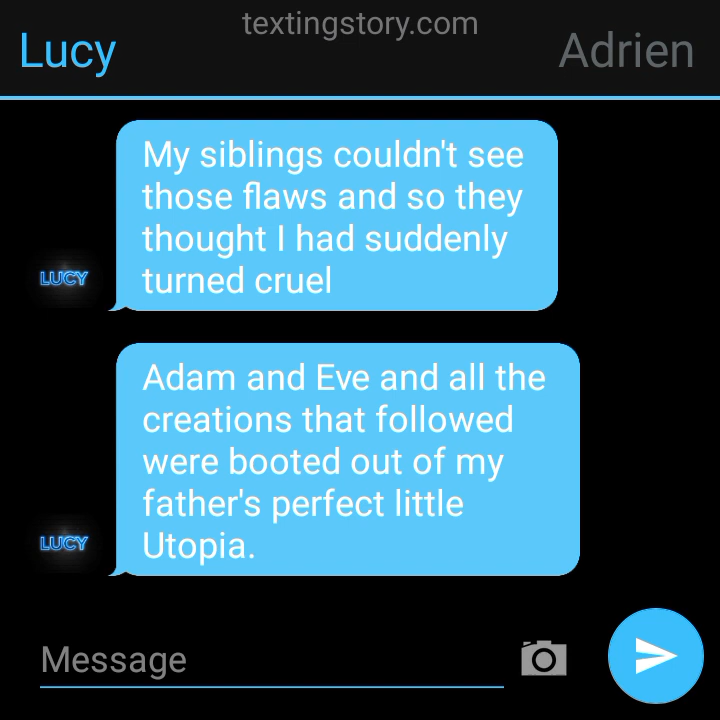 textingstory.com
Lucy
Adrien
My siblings couldn't see
those flaws and so they
thought I had suddenly
turned cruel
LUCY
Adam and Eve and all the
creations that followed
were booted out of my
father's perfect little
Utopia.
LUCY
Message